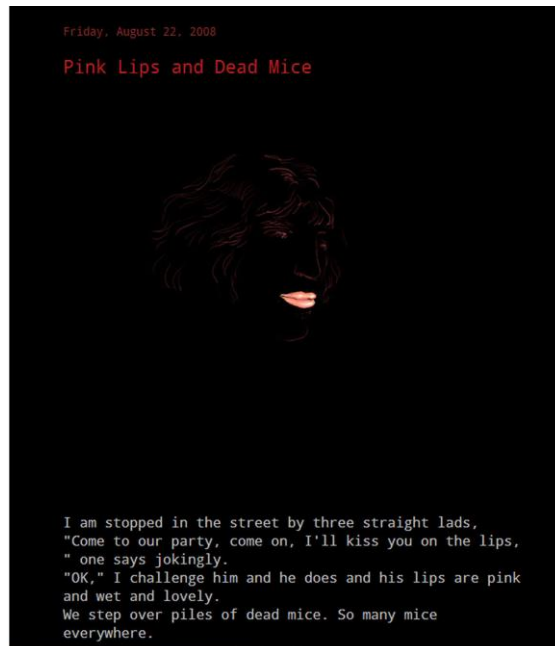 Friday, August 22, 2008
Pink Lips and Dead Mice
I am stopped in the street by three straight lads,
"Come to our party, come on, I'll kiss you on the lips,
" one says jokingly.
"OK," I challenge him and he does and his lips are pink
and wet and lovely.
We step over piles of dead mice. So many mice
everywhere.